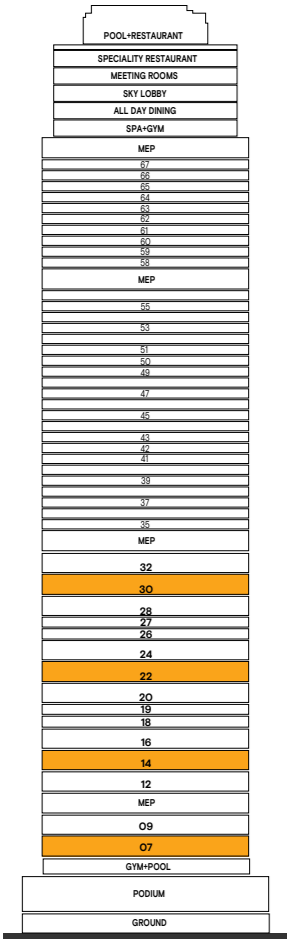 POOL+RESTAURANT
SPECIALITY RESTAURANT
MEETING ROOMS
SKY LOBBY
ALL DAY DINING
SPA+GYM
MEP
67
66
65
64
63
62
61
60
59
58
MEP
55
53
51
50
49
47
45
43
42
41
39
37
35
MEP
32
30
28
27
26
24
22
20
19
18
16
14
12
MEP
09
07
GYM+POOL
PODIUM
GROUND